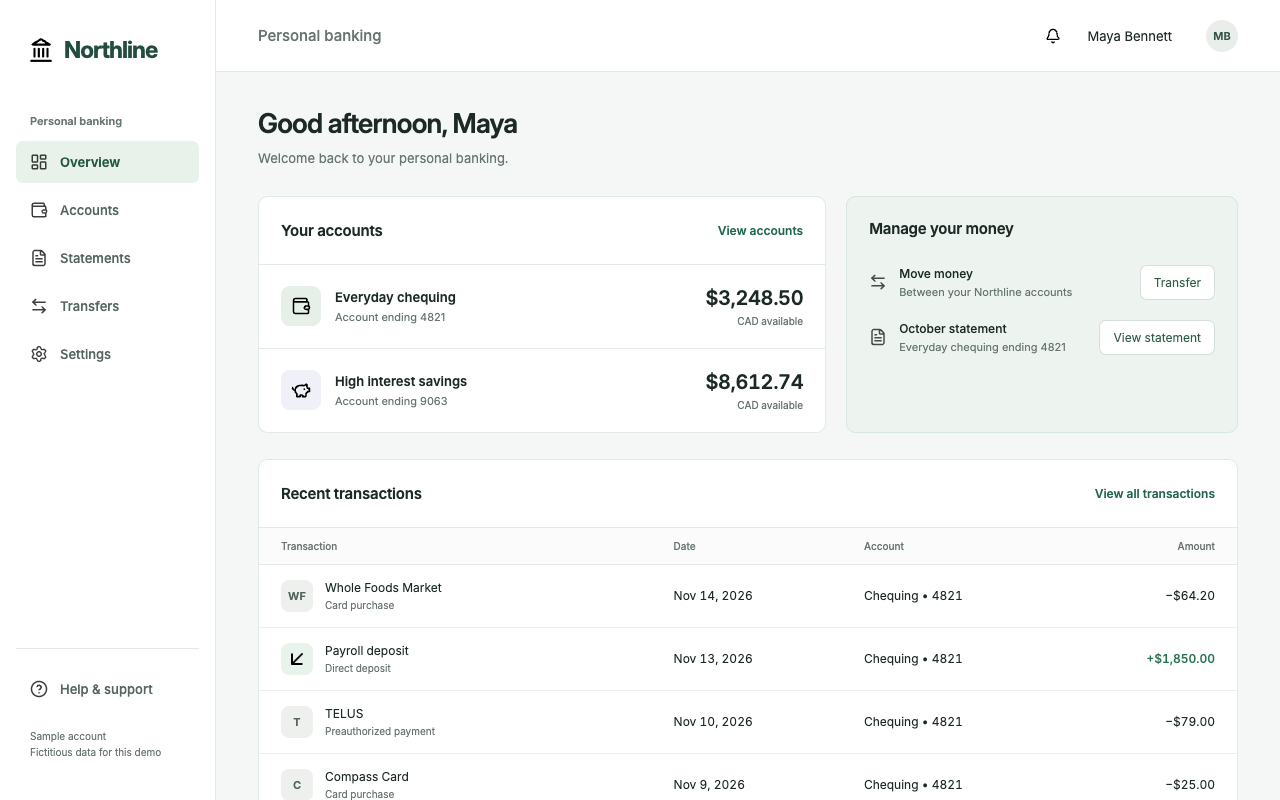 Northline
Personal banking
Overview
Accounts
Statements
Transfers
Settings
Help & support
Sample account
Fictitious data for this demo
Personal banking
Maya Bennett
MB
Good afternoon, Maya
Welcome back to your personal banking.
Your accounts
View accounts
Everyday chequing
Account ending 4821
$3,248.50
CAD available
High interest savings
Account ending 9063
$8,612.74
CAD available
Manage your money
Move money
Between your Northline accounts
Transfer
October statement
Everyday chequing ending 4821
View statement
Recent transactions
View all transactions
Transaction Date Account Amount
WF Whole Foods Market
Card purchase
Nov 14, 2026 Chequing • 4821 −$64.20
Payroll deposit
Direct deposit
Nov 13, 2026 Chequing • 4821 +$1,850.00
T TELUS
Preauthorized payment
Nov 10, 2026 Chequing • 4821 −$79.00
C Compass Card
Card purchase
Nov 9, 2026 Chequing • 4821 −$25.00